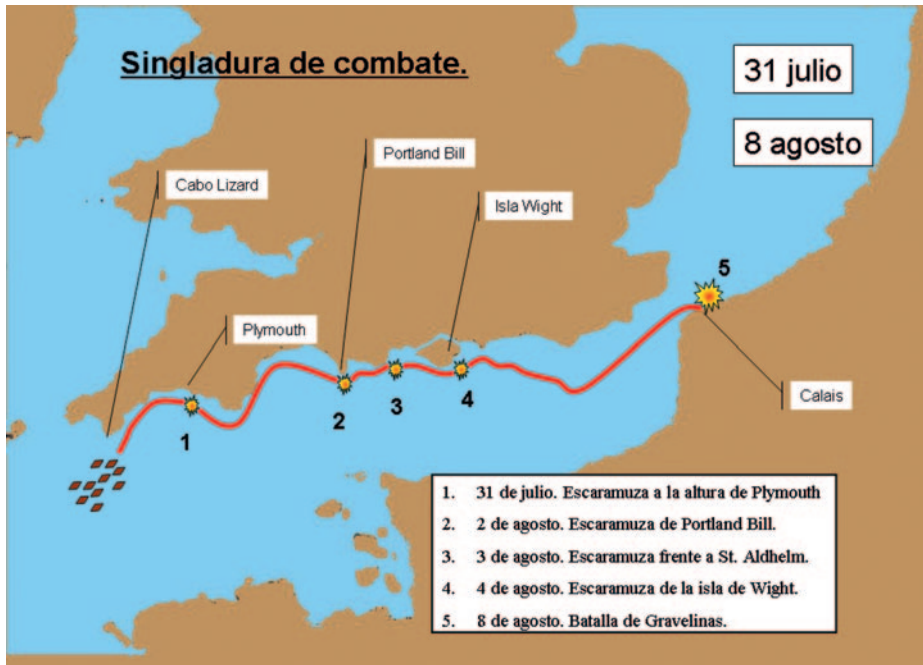 Singladura de combate.
31 julio
8 agosto
Portland Bill
Cabo Lizard
Isla Wight
5
Plymouth
1
2
3
4
Calais
1. 31 de julio. Escaramuza a la altura de Plymouth
2. 2 de agosto. Escaramuza de Portland Bill.
3. 3 de agosto. Escaramuza frente a St. Aldhelm.
4. 4 de agosto. Escaramuza de la isla de Wight.
5. 8 de agosto. Batalla de Gravelinas.